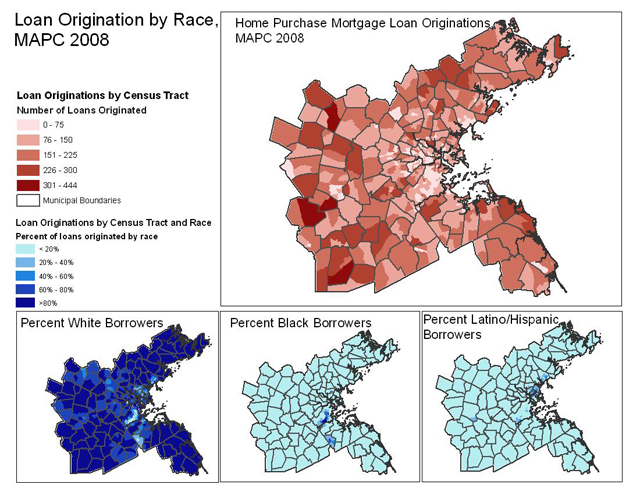 Loan Origination by Race,
MAPC 2008
Home Purchase Mortgage Loan Originations,
MAPC 2008
Loan Originations by Census Tract
Number of Loans Originated
0 - 75
76 - 150
151 - 225
226 - 300
301 - 444
Municipal Boundaries
Loan Originations by Census Tract and Race
Percent of loans originated by race
< 20%
20% - 40%
40% - 60%
60% - 80%
>80%
Percent White Borrowers
Percent Black Borrowers
Percent Latino/Hispanic
Borrowers